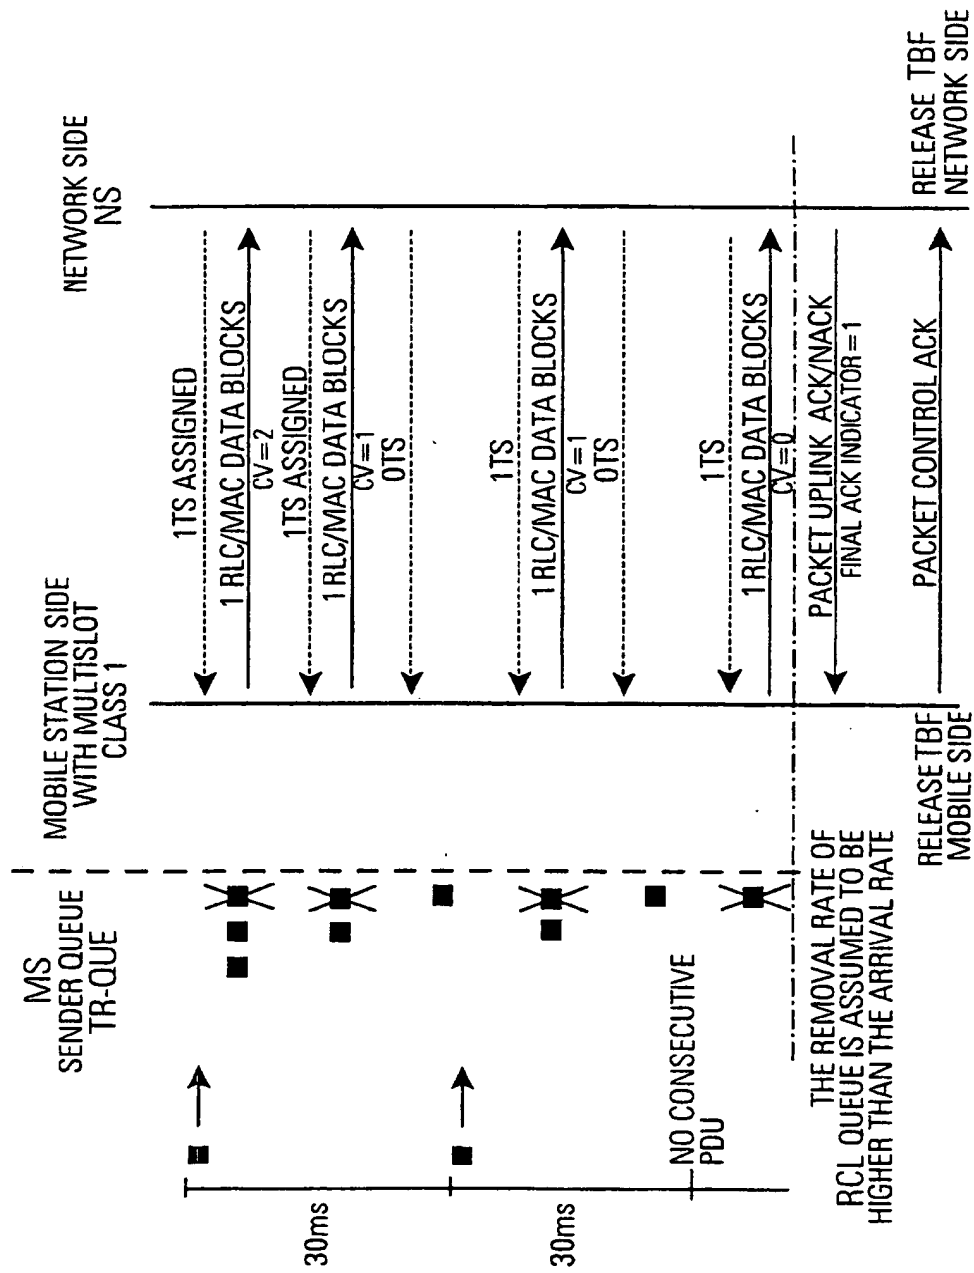 MS
SENDER QUEUE
TR-QUE
MOBILE STATION SIDE
WITH MULTISLOT
CLASS 1
NETWORK SIDE
NS
30ms
30ms
NO CONSECUTIVE
PDU
1TS ASSIGNED
1 RLC/MAC DATA BLOCKS
CV=2
1TS ASSIGNED
1 RLC/MAC DATA BLOCKS
CV=1
0TS
1TS
1 RLC/MAC DATA BLOCKS
CV=1
0TS
1TS
1 RLC/MAC DATA BLOCKS
CV=0
PACKET UPLINK ACK/NACK
FINAL ACK INDICATOR=1
PACKET CONTROL ACK
THE REMOVAL RATE OF
RCL QUEUE IS ASSUMED TO BE
HIGHER THAN THE ARRIVAL RATE
RELEASE TBF
MOBILE SIDE
RELEASE TBF
NETWORK SIDE